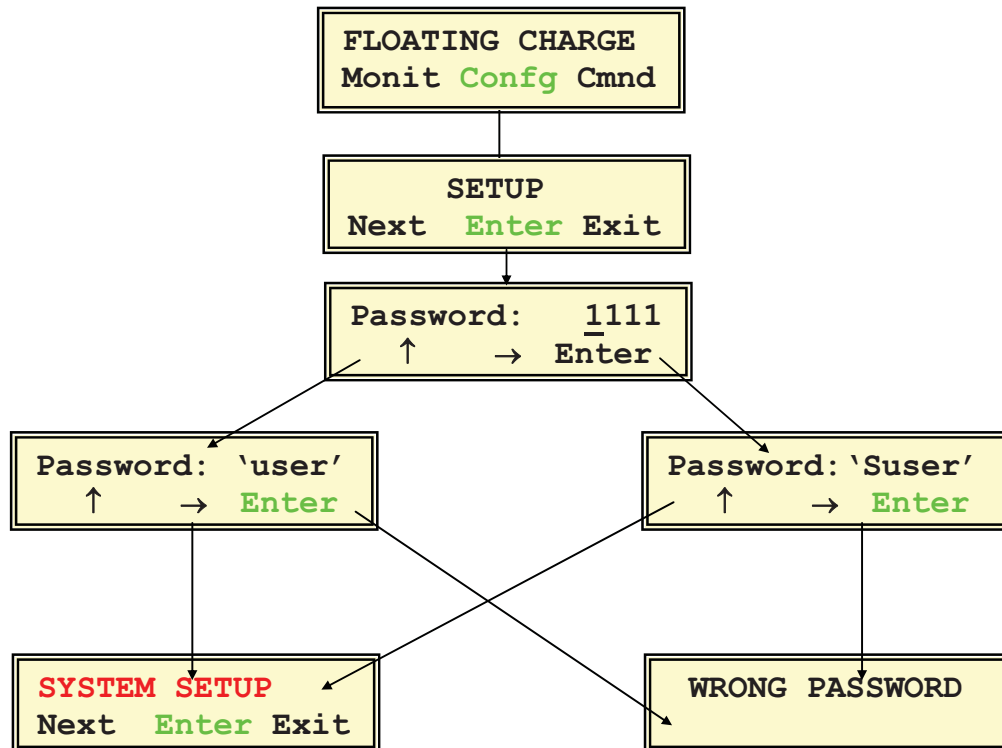 FLOATING CHARGE
Monit Confg Cmnd
SETUP
Next Enter Exit
Password: 1111
↑ → Enter
Password: ‘user’
↑ → Enter
Password: ‘Suser’
↑ → Enter
SYSTEM SETUP
Next Enter Exit
WRONG PASSWORD